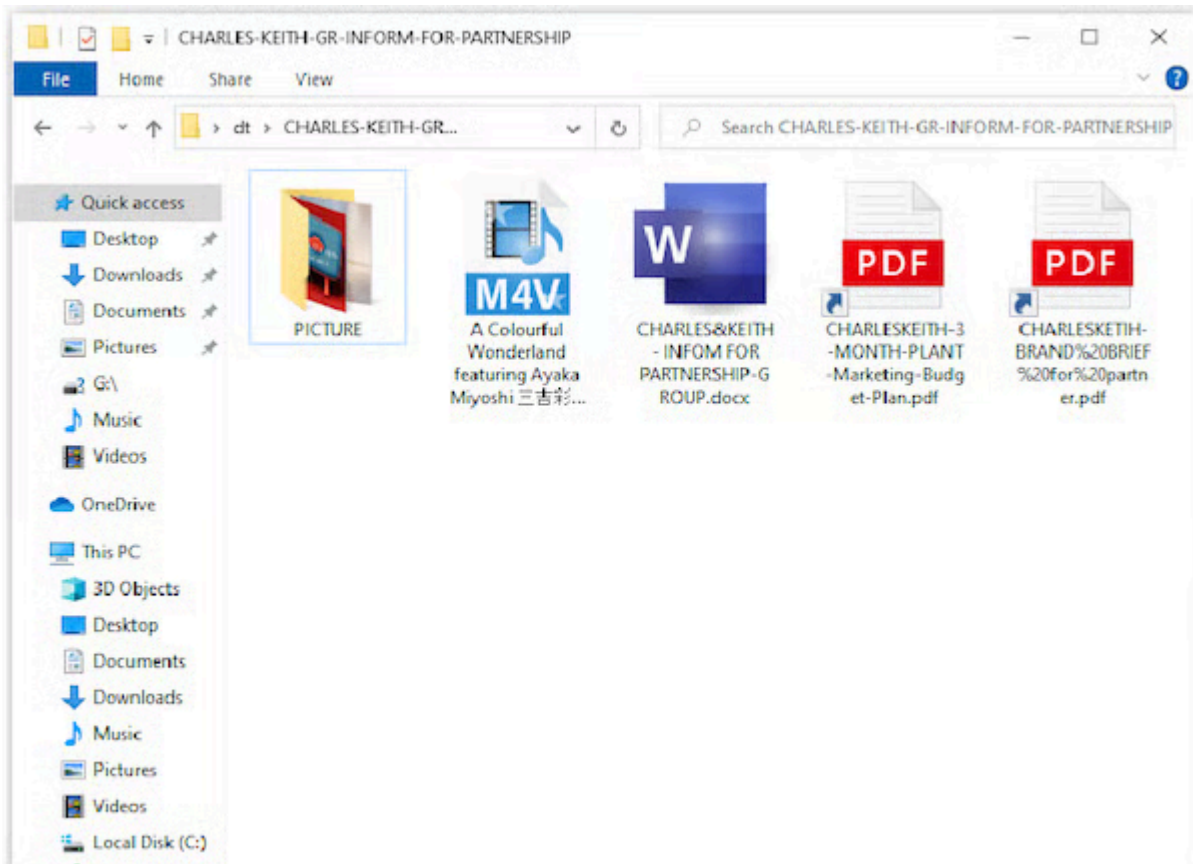 CHARLES-KEITH-GR-INFORM-FOR-PARTNERSHIP
File Home Share View
dt > CHARLES-KEITH-GR...
Search CHARLES-KEITH-GR-INFORM-FOR-PARTNERSHIP
Quick access
Desktop
Downloads
Documents
Pictures
G:\
Music
Videos
OneDrive
This PC
3D Objects
Desktop
Documents
Downloads
Music
Pictures
Videos
Local Disk (C:)
PICTURE
M4V
A Colourful
Wonderland
featuring Ayaka
Miyoshi 三吉彩...
W
CHARLES&KEITH
- INFOM FOR
PARTNERSHIP-G
ROUP.docx
PDF
CHARLESKEITH-3
-MONTH-PLANT
-Marketing-Budg
et-Plan.pdf
PDF
CHARLESKETIH-
BRAND%20BRIEF
%20for%20partn
er.pdf